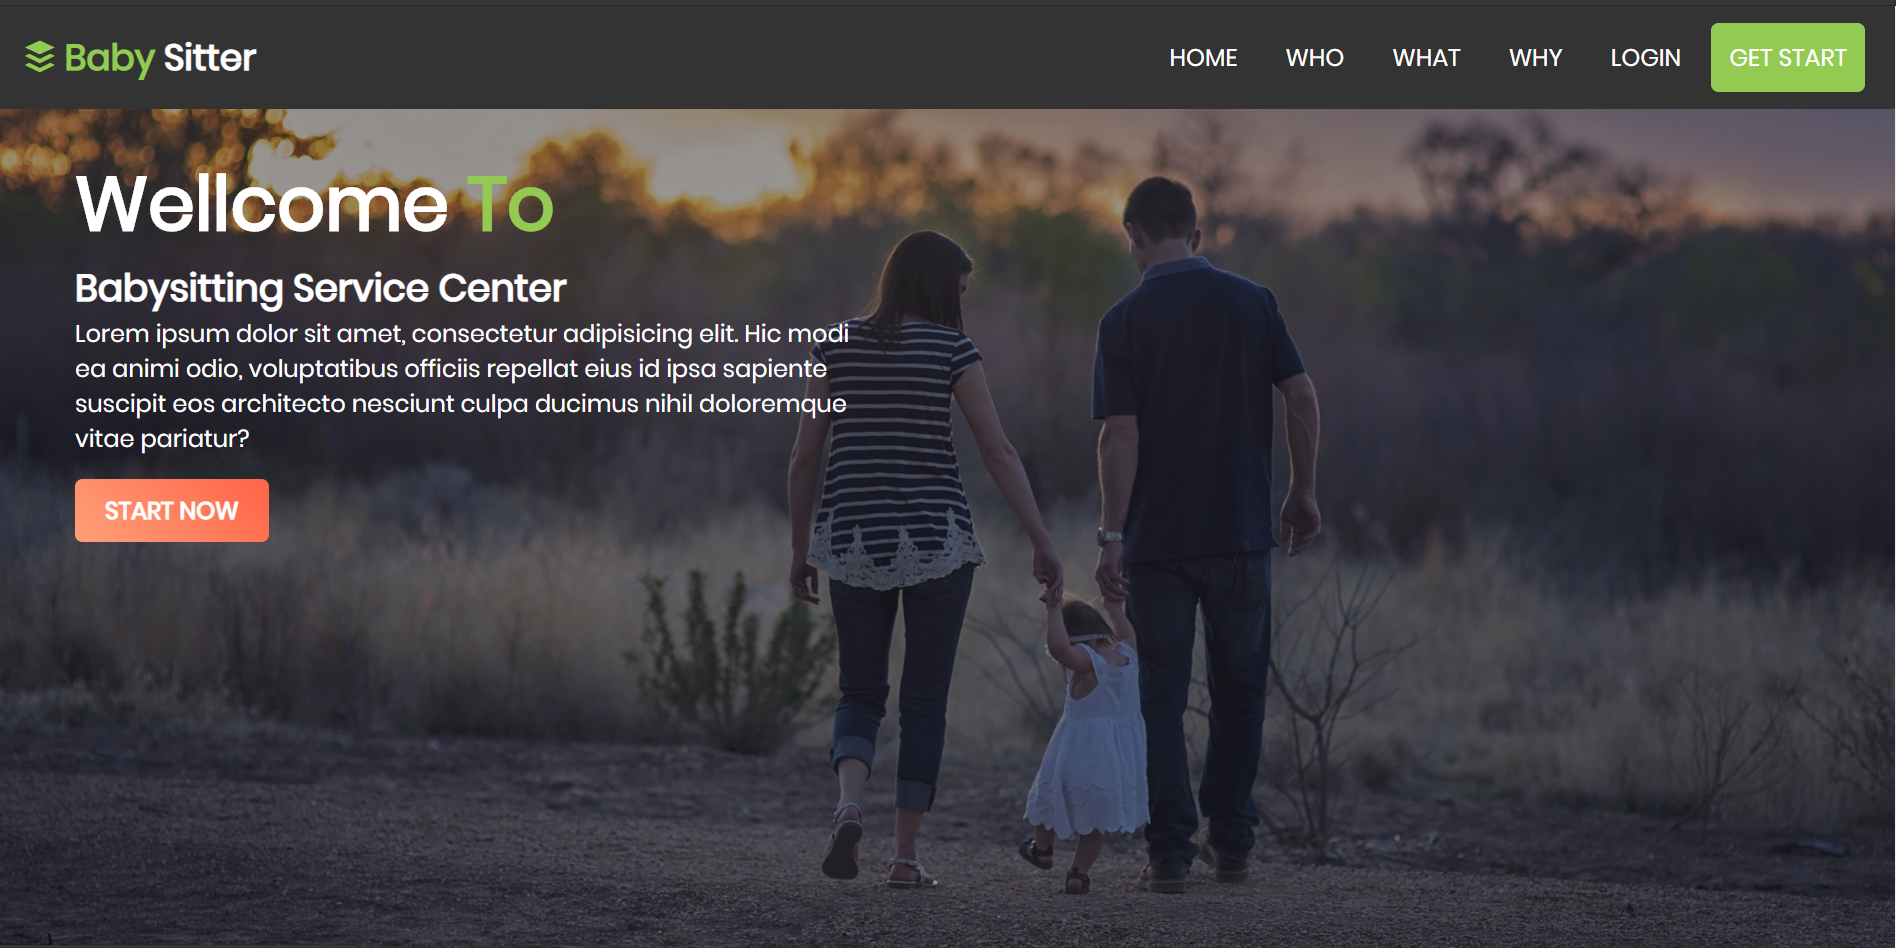 Baby Sitter
HOME WHO WHAT WHY LOGIN GET START
Wellcome To
Babysitting Service Center
Lorem ipsum dolor sit amet, consectetur adipisicing elit. Hic modi
ea animi odio, voluptatibus officiis repellat eius id ipsa sapiente
suscipit eos architecto nesciunt culpa ducimus nihil doloremque
vitae pariatur?
START NOW